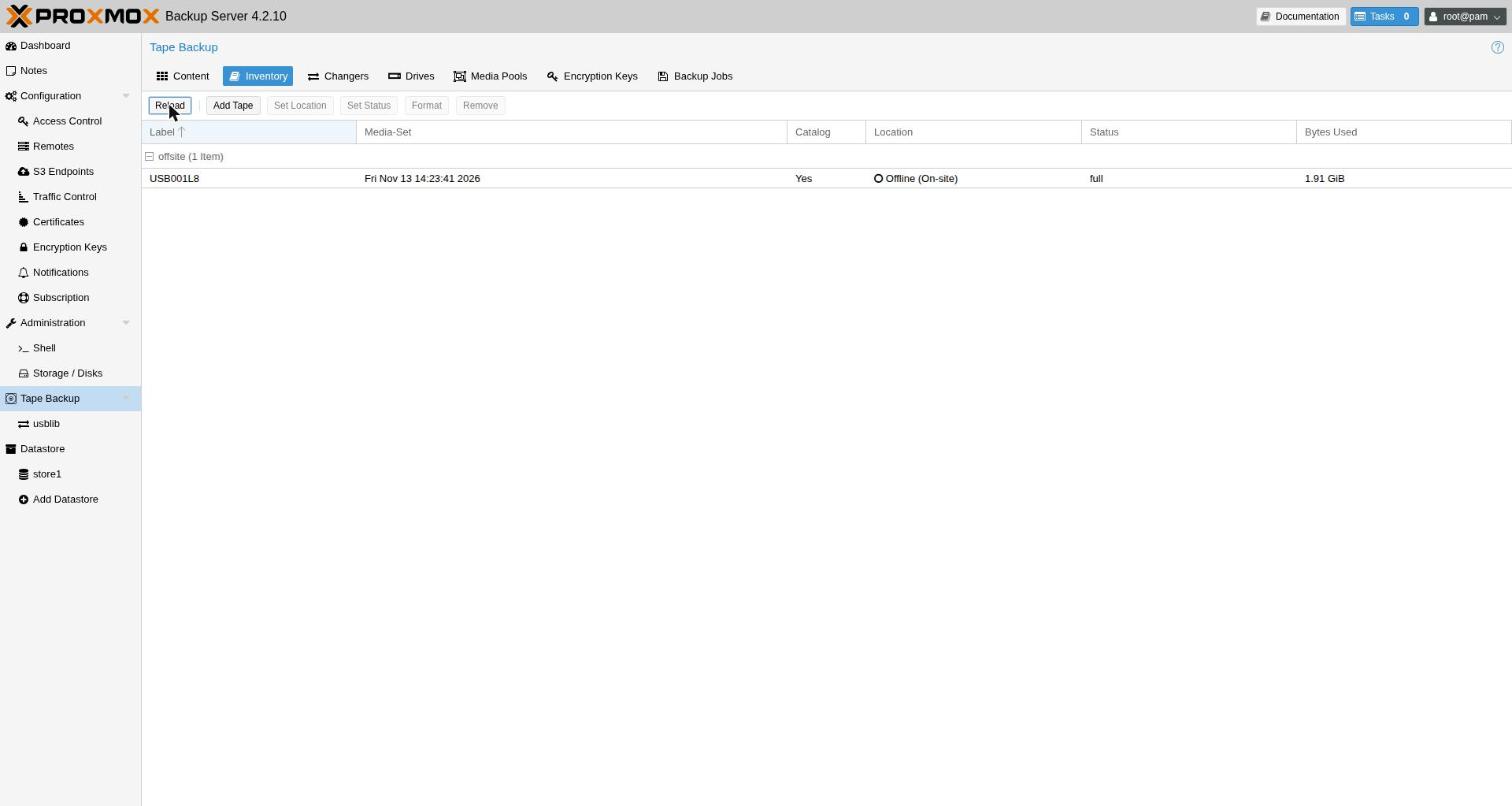 PROXMOX Backup Server 4.2.10
Documentation
Tasks 0
root@pam
Dashboard
Notes
Configuration
Access Control
Remotes
S3 Endpoints
Traffic Control
Certificates
Encryption Keys
Notifications
Subscription
Administration
Shell
Storage / Disks
Tape Backup
usblib
Datastore
store1
Add Datastore
Tape Backup
Content Inventory Changers Drives Media Pools Encryption Keys Backup Jobs
Reload Add Tape Set Location Set Status Format Remove
Label Media-Set Catalog Location Status Bytes Used
offsite (1 Item)
USB001L8 Fri Nov 13 14:23:41 2026 Yes Offline (On-site) full 1.91 GiB